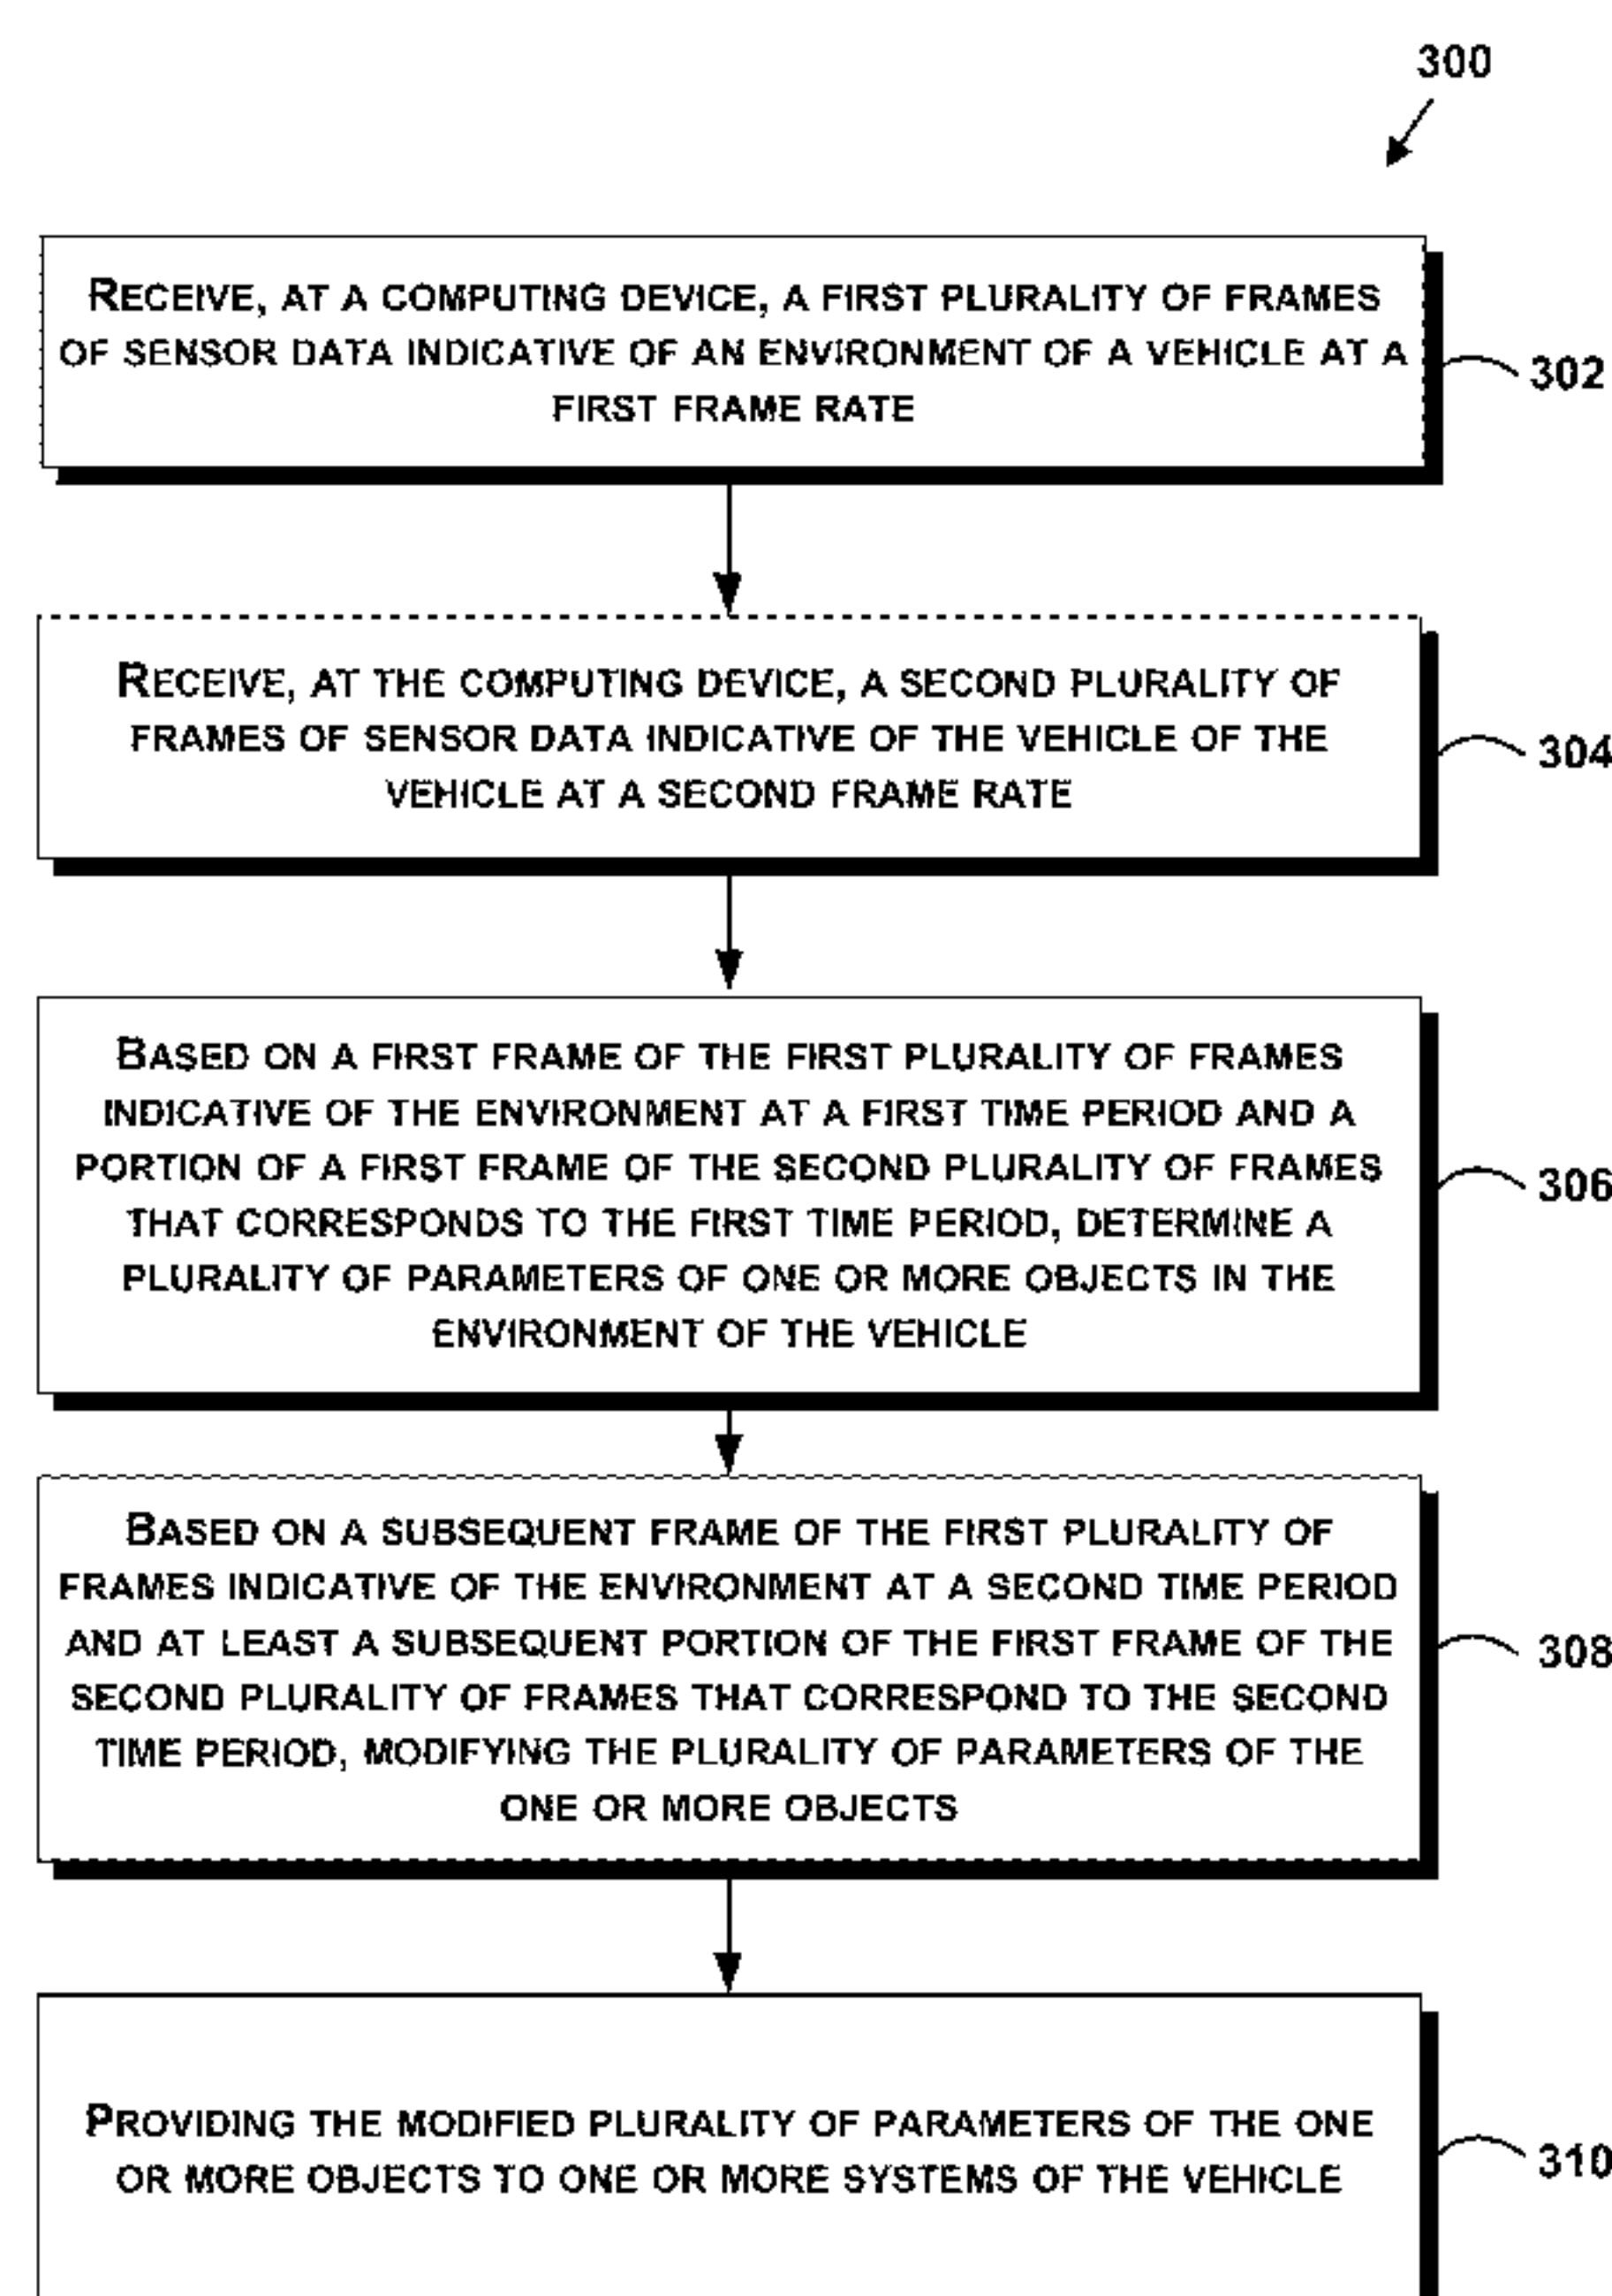 300
RECEIVE, AT A COMPUTING DEVICE, A FIRST PLURALITY OF FRAMES
OF SENSOR DATA INDICATIVE OF AN ENVIRONMENT OF A VEHICLE AT A
FIRST FRAME RATE
302
RECEIVE, AT THE COMPUTING DEVICE, A SECOND PLURALITY OF
FRAMES OF SENSOR DATA INDICATIVE OF THE VEHICLE OF THE
VEHICLE AT A SECOND FRAME RATE
304
BASED ON A FIRST FRAME OF THE FIRST PLURALITY OF FRAMES
INDICATIVE OF THE ENVIRONMENT AT A FIRST TIME PERIOD AND A
PORTION OF A FIRST FRAME OF THE SECOND PLURALITY OF FRAMES
THAT CORRESPONDS TO THE FIRST TIME PERIOD, DETERMINE A
PLURALITY OF PARAMETERS OF ONE OR MORE OBJECTS IN THE
ENVIRONMENT OF THE VEHICLE
306
BASED ON A SUBSEQUENT FRAME OF THE FIRST PLURALITY OF
FRAMES INDICATIVE OF THE ENVIRONMENT AT A SECOND TIME PERIOD
AND AT LEAST A SUBSEQUENT PORTION OF THE FIRST FRAME OF THE
SECOND PLURALITY OF FRAMES THAT CORRESPOND TO THE SECOND
TIME PERIOD, MODIFYING THE PLURALITY OF PARAMETERS OF THE
ONE OR MORE OBJECTS
308
PROVIDING THE MODIFIED PLURALITY OF PARAMETERS OF THE ONE
OR MORE OBJECTS TO ONE OR MORE SYSTEMS OF THE VEHICLE
310